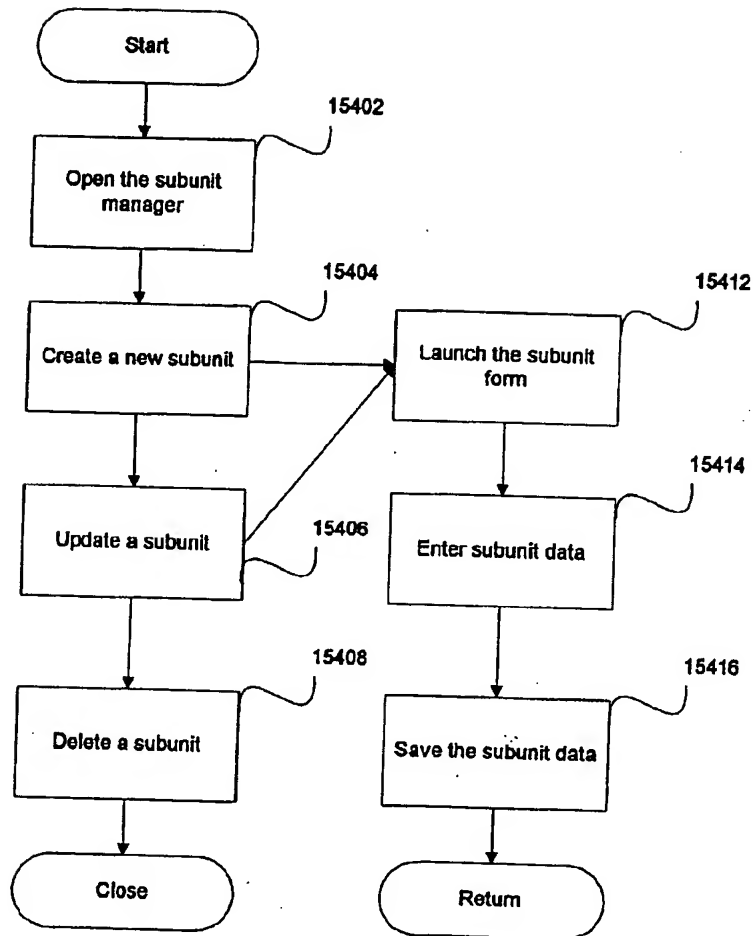 Start
15402
Open the subunit
manager
15404
Create a new subunit
15412
Launch the subunit
form
15406
Update a subunit
15414
Enter subunit data
15408
Delete a subunit
15416
Save the subunit data
Close
Return